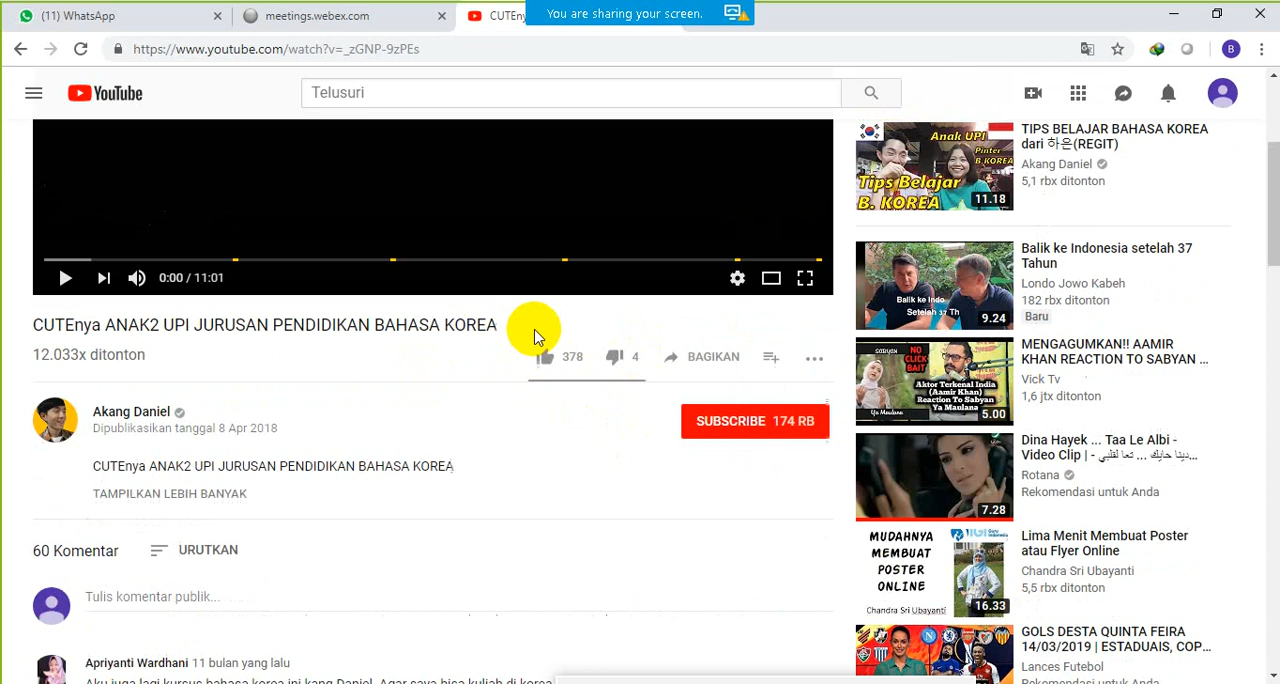 (11) WhatsApp
meetings.webex.com
CUTEny
You are sharing your screen.
https://www.youtube.com/watch?v=_zGNP-9zPEs
B
YouTube
Telusuri
0:00 / 11:01
CUTEnya ANAK2 UPI JURUSAN PENDIDIKAN BAHASA KOREA
12.033x ditonton
378
4
BAGIKAN
Akang Daniel
Dipublikasikan tanggal 8 Apr 2018
SUBSCRIBE 174 RB
CUTEnya ANAK2 UPI JURUSAN PENDIDIKAN BAHASA KOREA
TAMPILKAN LEBIH BANYAK
60 Komentar
URUTKAN
Tulis komentar publik...
Apriyanti Wardhani 11 bulan yang lalu
Aku juga lagi kursus bahasa korea ini kang Daniel. Agar saya bisa kuliah di korea
Anak UPI
Pinter
B. KOREA
Tips Belajar
B. KOREA
11.18
TIPS BELAJAR BAHASA KOREA
dari 하은(REGIT)
Akang Daniel
5,1 rbx ditonton
Balik ke Indo
Setelah 37 Th
9.24
Balik ke Indonesia setelah 37
Tahun
Londo Jowo Kabeh
182 rbx ditonton
Baru
SABYAN
NO
CLICK
BAIT
Aktor Terkenal India
(Aamir Khan)
Reaction To Sabyan
Ya Maulana
Ya Maulana
5.00
MENGAGUMKAN!! AAMIR
KHAN REACTION TO SABYAN ...
Vick Tv
1,6 jtx ditonton
7.28
Dina Hayek ... Taa Le Albi -
Video Clip | دينا حايك ... تعا لقلبي -...
Rotana
Rekomendasi untuk Anda
MUDAHNYA
MEMBUAT
POSTER
ONLINE
Chandra Sri Ubayanti
16.33
Lima Menit Membuat Poster
atau Flyer Online
Chandra Sri Ubayanti
5,5 rbx ditonton
GOLS DESTA QUINTA FEIRA
14/03/2019 | ESTADUAIS, COP...
Lances Futebol
Rekomendasi untuk Anda